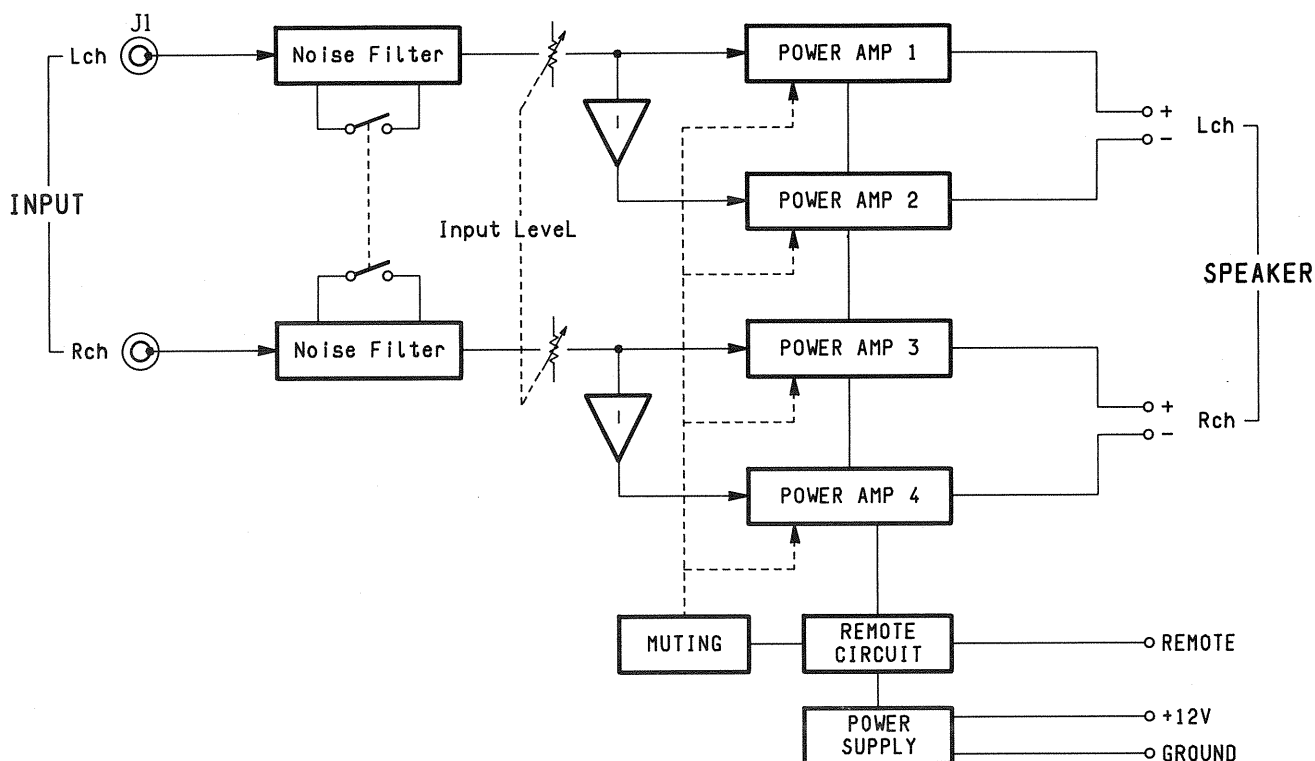 J1
Lch
Noise Filter
POWER AMP 1
+
Lch
−
INPUT
POWER AMP 2
Input LeveL
SPEAKER
Rch
Noise Filter
POWER AMP 3
+
Rch
−
POWER AMP 4
MUTING
REMOTE
CIRCUIT
REMOTE
POWER
SUPPLY
+12V
GROUND